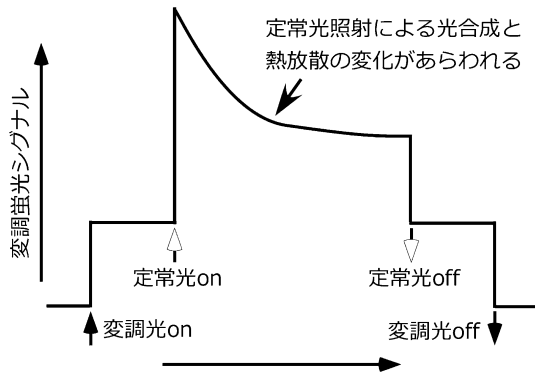 定常光照射による光合成と
熱放散の変化があらわれる
変調蛍光シグナル
定常光on
定常光off
変調光on
変調光off